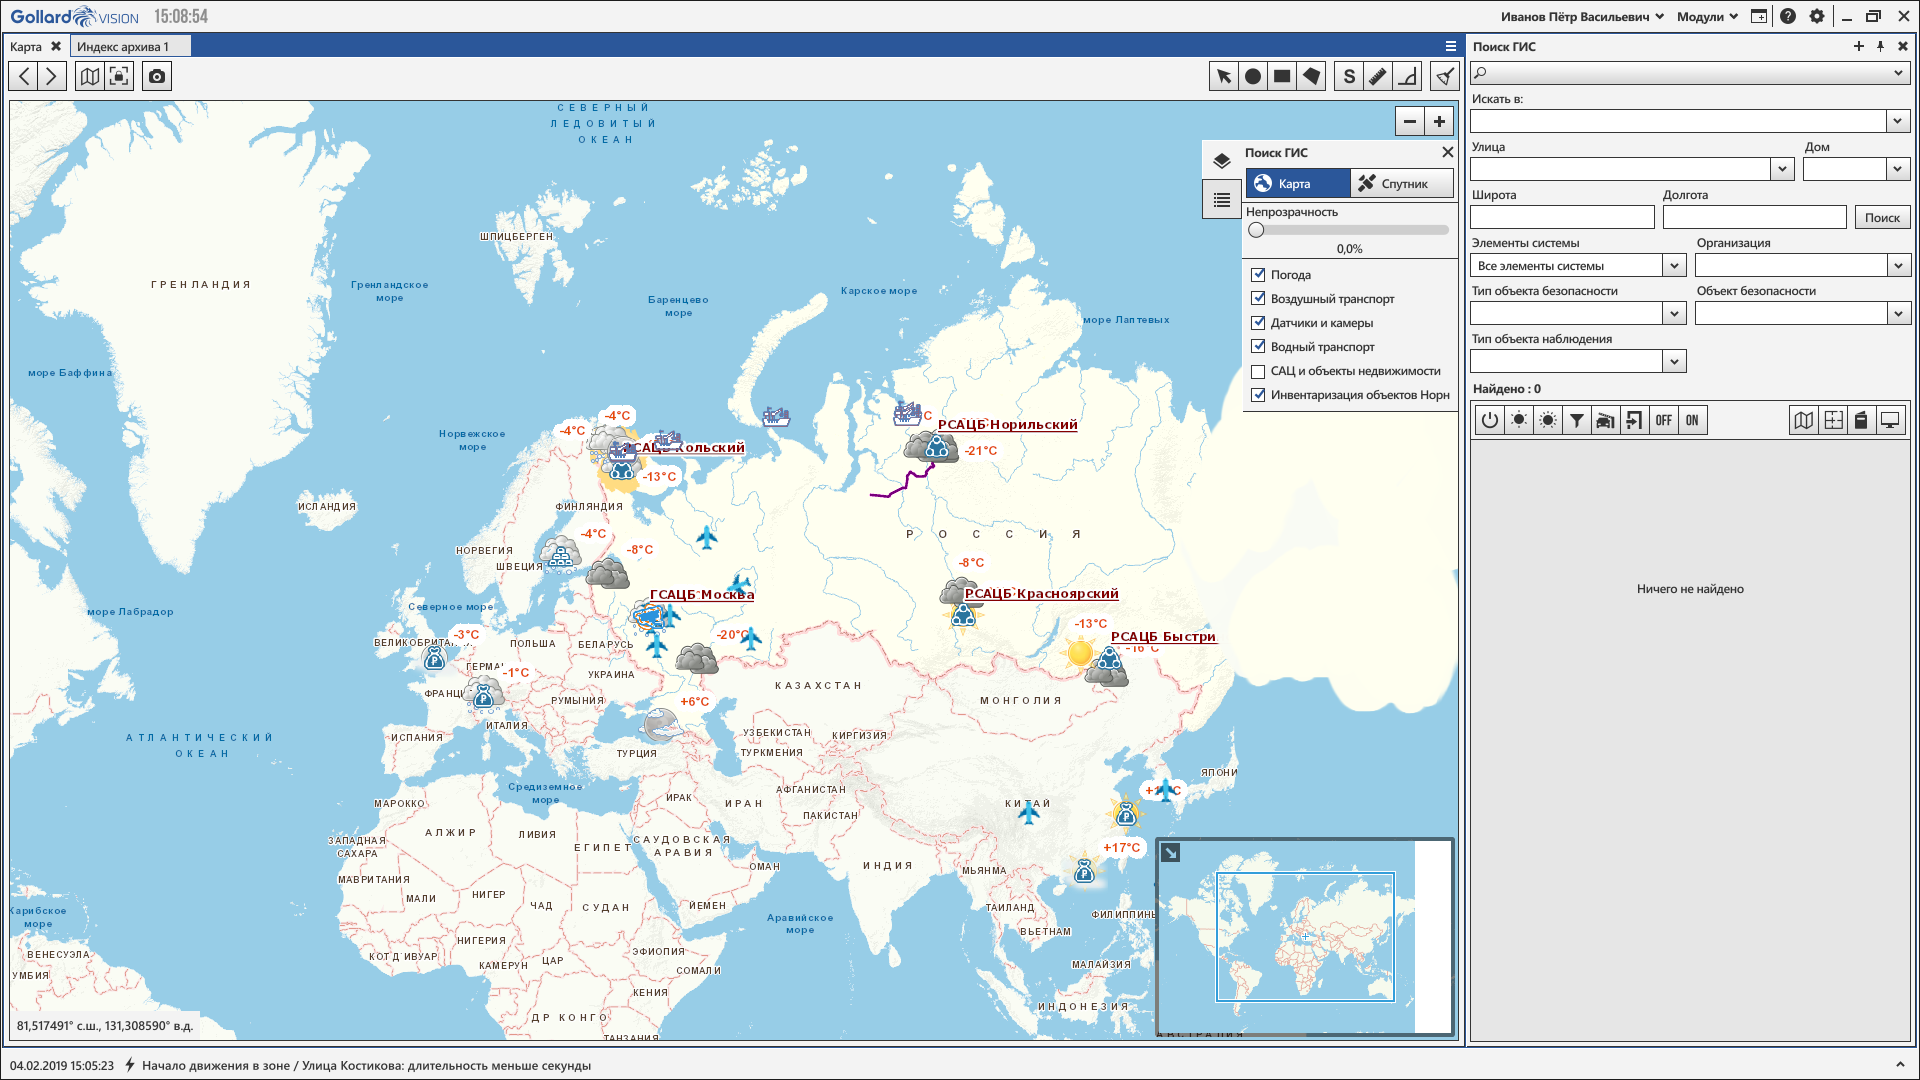 Gollard VISION 15:08:54
Иванов Пётр Васильевич Модули
Карта
Индекс архива 1
Поиск ГИС
S
Искать в:
Улица
Дом
Широта
Долгота
Поиск
Элементы системы
Организация
Все элементы системы
Тип объекта безопасности
Объект безопасности
Тип объекта наблюдения
Найдено : 0
OFF ON
Ничего не найдено
Поиск ГИС
Карта
Спутник
Непрозрачность
0,0%
Погода
Воздушный транспорт
Датчики и камеры
Водный транспорт
САЦ и объекты недвижимости
Инвентаризация объектов Норн
СЕВЕРНЫЙ
ЛЕДОВИТЫЙ
ОКЕАН
ШПИЦБЕРГЕН
ГРЕНЛАНДИЯ
Гренландское
море
Баренцево
море
Карское море
море Лаптевых
море Баффина
-4°C
-4°C
РСАЦБ Норильский
Норвежское
море
Кольский
-21°C
-13°C
ИСЛАНДИЯ
ФИНЛЯНДИЯ
РОССИЯ
-4°C
-8°C
НОРВЕГИЯ
ШВЕЦИЯ
-8°C
ГСАЦБ Москва
РСАЦБ Красноярский
море Лабрадор
Северное море
-13°C
-3°C
-20°C
РСАЦБ Быстри
-16°C
ПОЛЬША
БЕЛАРУСЬ
-1°C
УКРАИНА
КАЗАХСТАН
МОНГОЛИЯ
РУМЫНИЯ
+6°C
ИТАЛИЯ
АТЛАНТИЧЕСКИЙ
ОКЕАН
ИСПАНИЯ
УЗБЕКИСТАН
КИРГИЗИЯ
ТУРЦИЯ
ТУРКМЕНИЯ
ЯПОНИ
Средиземное
море
АФГАНИСТАН
МАРОККО
ИРАК
ИРАН
КИТАЙ
ПАКИСТАН
АЛЖИР
ЛИВИЯ
ЕГИПЕТ
САУДОВСКАЯ
АРАВИЯ
ЗАПАДНАЯ
САХАРА
+17°C
ОМАН
ИНДИЯ
МЬЯНМА
МАВРИТАНИЯ
МАЛИ
НИГЕР
ЧАД
СУДАН
ЙЕМЕН
ТАИЛАНД
Карибское
море
Аравийское
море
ФИЛИППИНЫ
ВЬЕТНАМ
НИГЕРИЯ
ВЕНЕСУЭЛА
КОТ Д'ИВУАР
ЦАР
ЭФИОПИЯ
КАМЕРУН
СОМАЛИ
МАЛАЙЗИЯ
УМБИЯ
КЕНИЯ
ИНДОНЕЗИЯ
ДР КОНГО
ТАНЗАНИЯ
АВСТРАЛИЯ
81,517491° с.ш., 131,308590° в.д.
04.02.2019 15:05:23 Начало движения в зоне / Улица Костикова: длительность меньше секунды